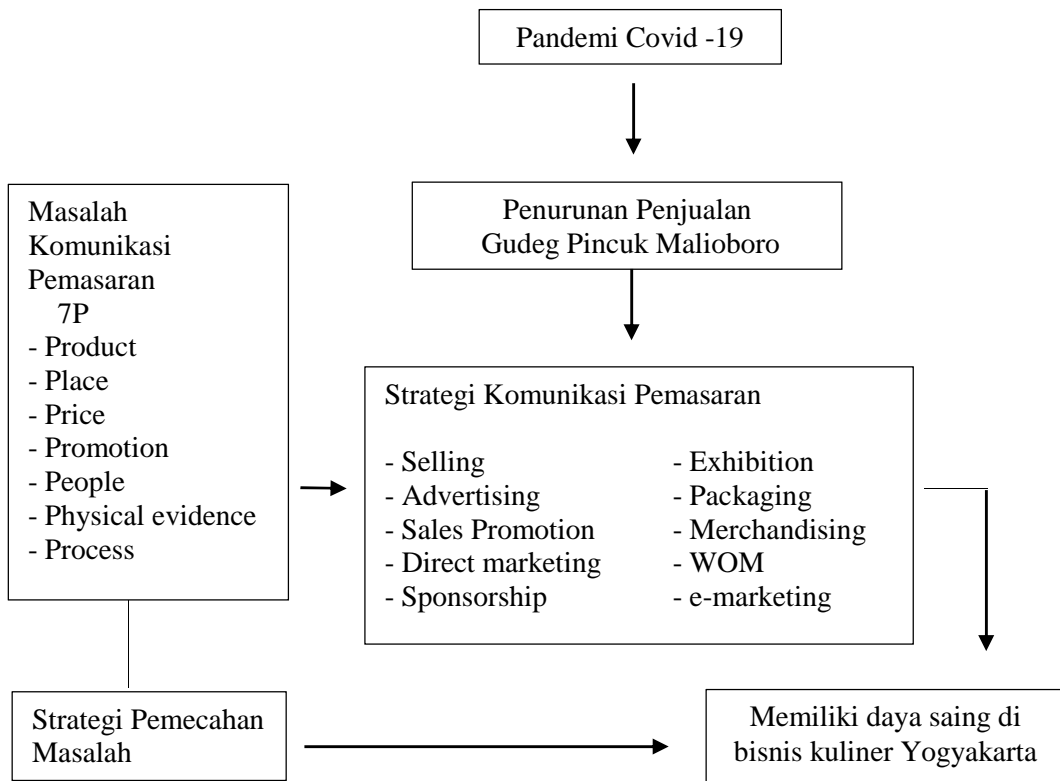 Pandemi Covid -19
Penurunan Penjualan
Gudeg Pincuk Malioboro
Masalah
Komunikasi
Pemasaran
7P
- Product
- Place
- Price
- Promotion
- People
- Physical evidence
- Process
Strategi Komunikasi Pemasaran
- Selling
- Advertising
- Sales Promotion
- Direct marketing
- Sponsorship
- Exhibition
- Packaging
- Merchandising
- WOM
- e-marketing
Strategi Pemecahan
Masalah
Memiliki daya saing di
bisnis kuliner Yogyakarta